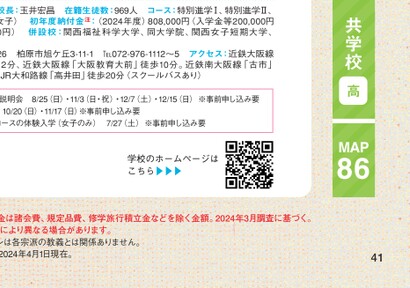 校長：玉井宏昌 在籍生徒数：969人 コース：特別進学Ⅰ、特別進学Ⅱ、
女子） 初年度納付金注：（2024年度）808,000円（入学金等200,000
円） 併設校：関西福祉科学大学、同大学院、関西女子短期大学、
26 柏原市旭ケ丘3-11-1 TEL072-976-1112〜5 アクセス：近鉄大阪線
2分、近鉄大阪線「大阪教育大前」徒歩10分。近鉄南大阪線「古市」
JR大和路線「高井田」徒歩20分（スクールバスあり）
説明会 8/25（日）・11/3（日・祝）・12/7（土）・12/15（日） ※事前申し込み要
10/20（日）・11/17（日）※事前申し込み要
コースの体験入学（女子のみ） 7/27（土） ※事前申し込み要
学校のホームページは
こちら▶▶▶
共学校
高
MAP
86
金は諸会費、規定品費、修学旅行積立金などを除く金額。2024年3月調査に基づく。
により異なる場合があります。
ンは各宗派の教義とは関係ありません。
2024年4月1日現在。
41